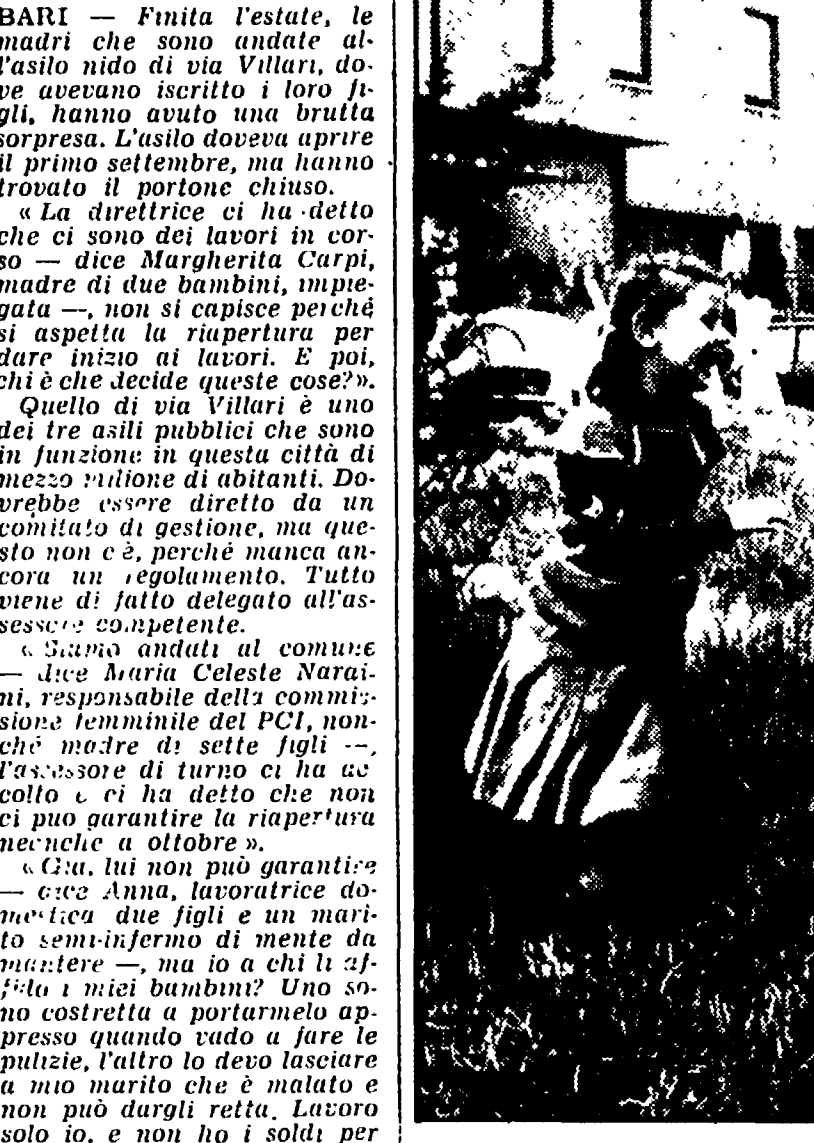 BARI — Finita l'estate, le
madri che sono andate al-
l'asilo nido di via Villari, do-
ve avevano iscritto i loro fi-
gli, hanno avuto una brutta
sorpresa. L'asilo doveva aprire
il primo settembre, ma hanno
trovato il portone chiuso.
« La direttrice ci ha detto
che ci sono dei lavori in cor-
so — dice Margherita Carpi,
madre di due bambini, impie-
gata —, non si capisce perché
si aspetta la riapertura per
dare inizio ai lavori. E poi,
chi è che decide queste cose?».
Quello di via Villari è uno
dei tre asili pubblici che sono
in funzione in questa città di
mezzo milione di abitanti. Do-
vrebbe essere diretto da un
comitato di gestione, ma que-
sto non c'è, perché manca an-
cora un regolamento. Tutto
viene di fatto delegato all'as-
sessore competente.
« Siamo andati al comune
— dice Maria Celeste Narai-
ni, responsabile della commis-
sione femminile del PCI, non-
ché madre di sette figli —,
l'assessore di turno ci ha ac
colto e ci ha detto che non
ci puo garantire la riapertura
neanche a ottobre ».
« Già, lui non può garantire
— dice Anna, lavoratrice do-
mestica due figli e un mari-
to semi-infermo di mente da
mantere —, ma io a chi li af-
fido i miei bambini? Uno so-
no costretta a portarmelo ap-
presso quando vado a fare le
pulizie, l'altro lo devo lasciare
a mio marito che è malato e
non può dargli retta. Lavoro
solo io, e non ho i soldi per